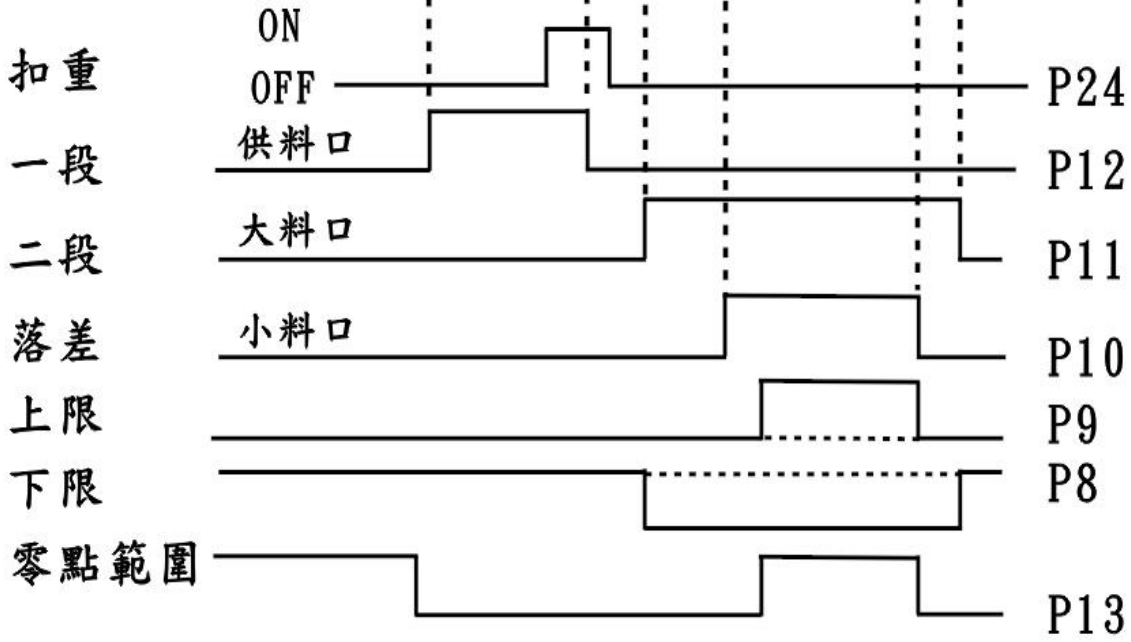 ON
扣重 OFF P24
一段 供料口 P12
二段 大料口 P11
落差 小料口 P10
上限 P9
下限 P8
零點範圍 P13